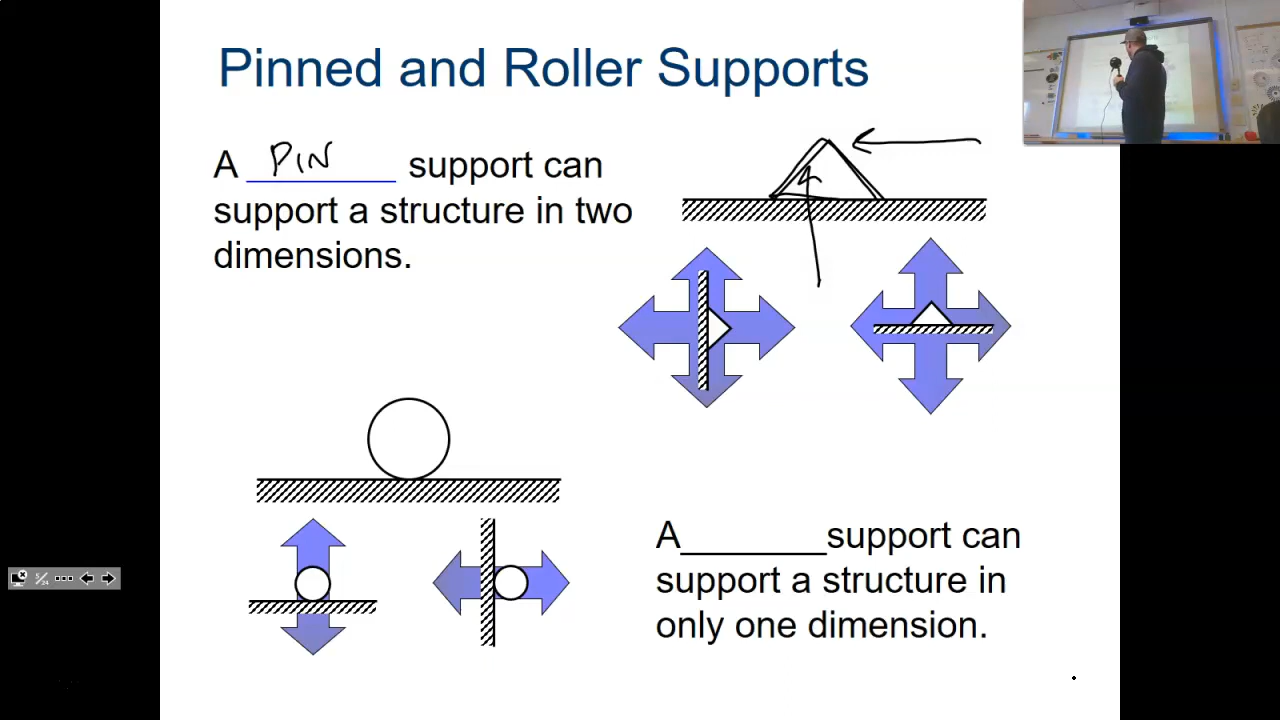 Pinned and Roller Supports
A PIN support can
support a structure in two
dimensions.
A________support can
support a structure in
only one dimension.